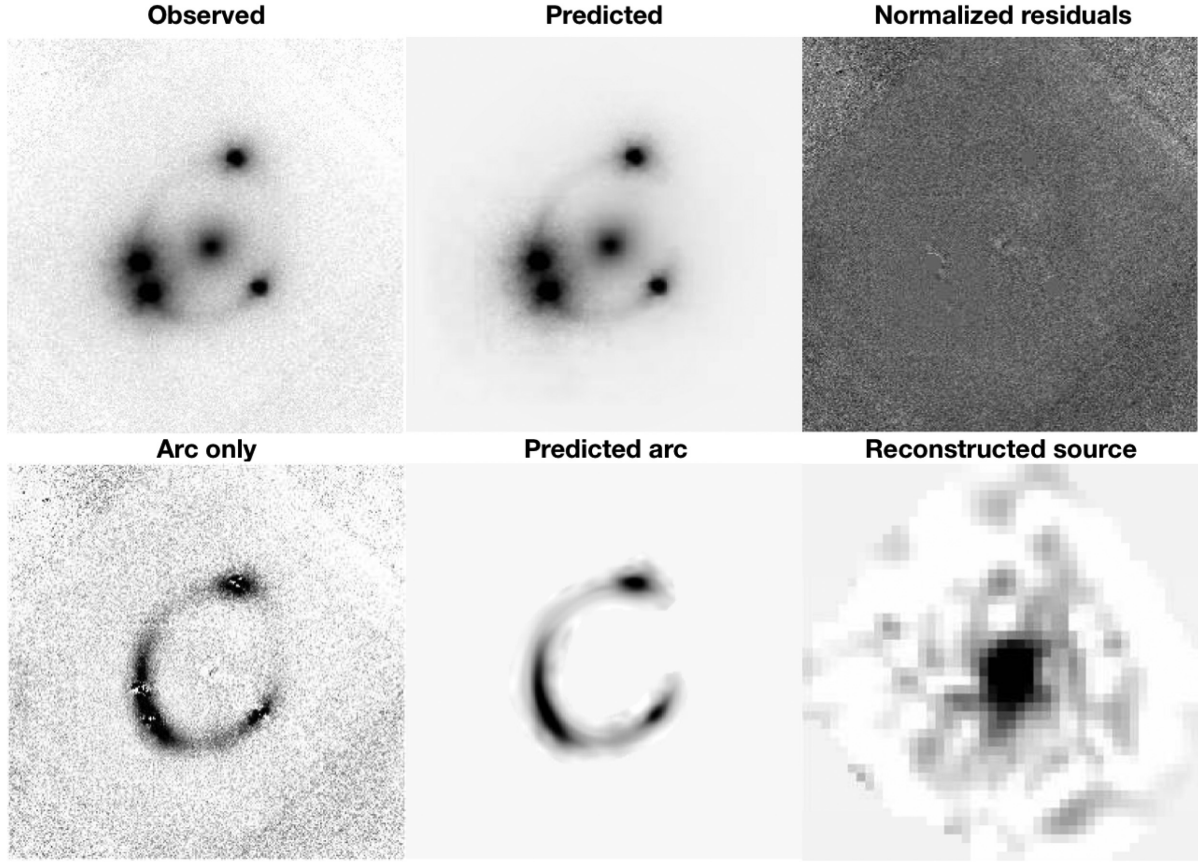 Observed
Predicted
Normalized residuals
Arc only
Predicted arc
Reconstructed source